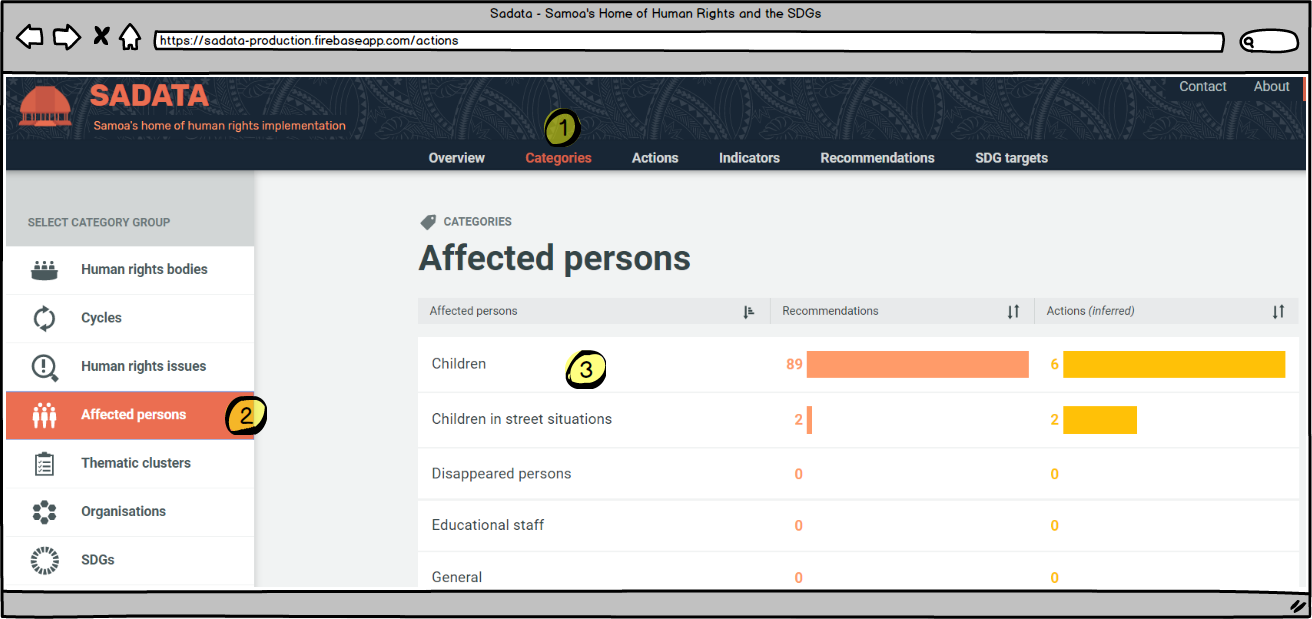 Sadata - Samoa's Home of Human Rights and the SDGs
https://sadata-production.firebaseapp.com/actions
SADATA
Samoa's home of human rights implementation
Contact About
1
Overview Categories Actions Indicators Recommendations SDG targets
SELECT CATEGORY GROUP
Human rights bodies
Cycles
Human rights issues
Affected persons 2
Thematic clusters
Organisations
SDGs
CATEGORIES
Affected persons
Affected persons Recommendations Actions (inferred)
Children 3 89 6
Children in street situations 2 2
Disappeared persons 0 0
Educational staff 0 0
General 0 0